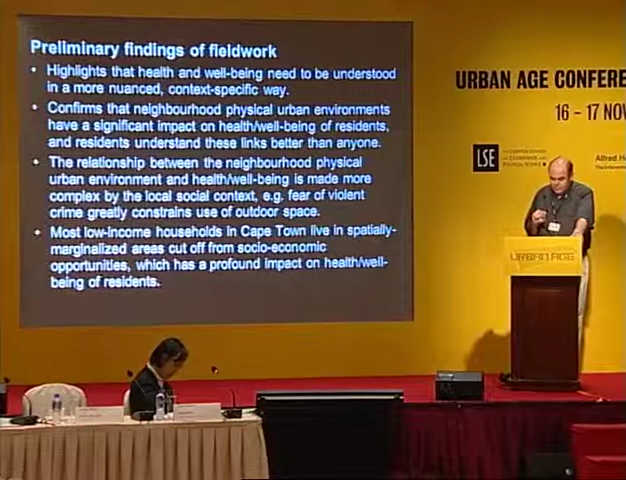 Preliminary findings of fieldwork
• Highlights that health and well-being need to be understood
in a more nuanced, context-specific way.
• Confirms that neighbourhood physical urban environments
have a significant impact on health/well-being of residents,
and residents understand these links better than anyone.
• The relationship between the neighbourhood physical
urban environment and health/well-being is made more
complex by the local social context, e.g. fear of violent
crime greatly constrains use of outdoor space.
• Most low-income households in Cape Town live in spatially-
marginalized areas cut off from socio-economic
opportunities, which has a profound impact on health/well-
being of residents.
URBAN AGE CONFERE
16 – 17 NOV
LSE
Alfred H
URBAN AGE